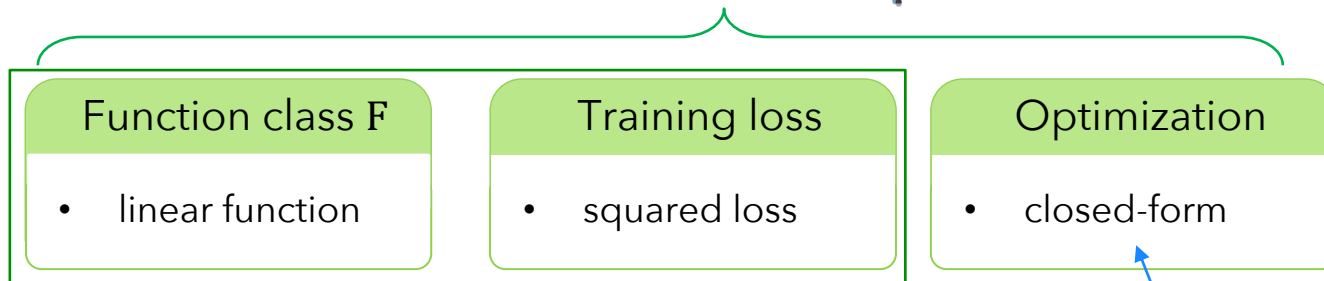 Function class F
Training loss
Optimization
• linear function
• squared loss
• closed-form